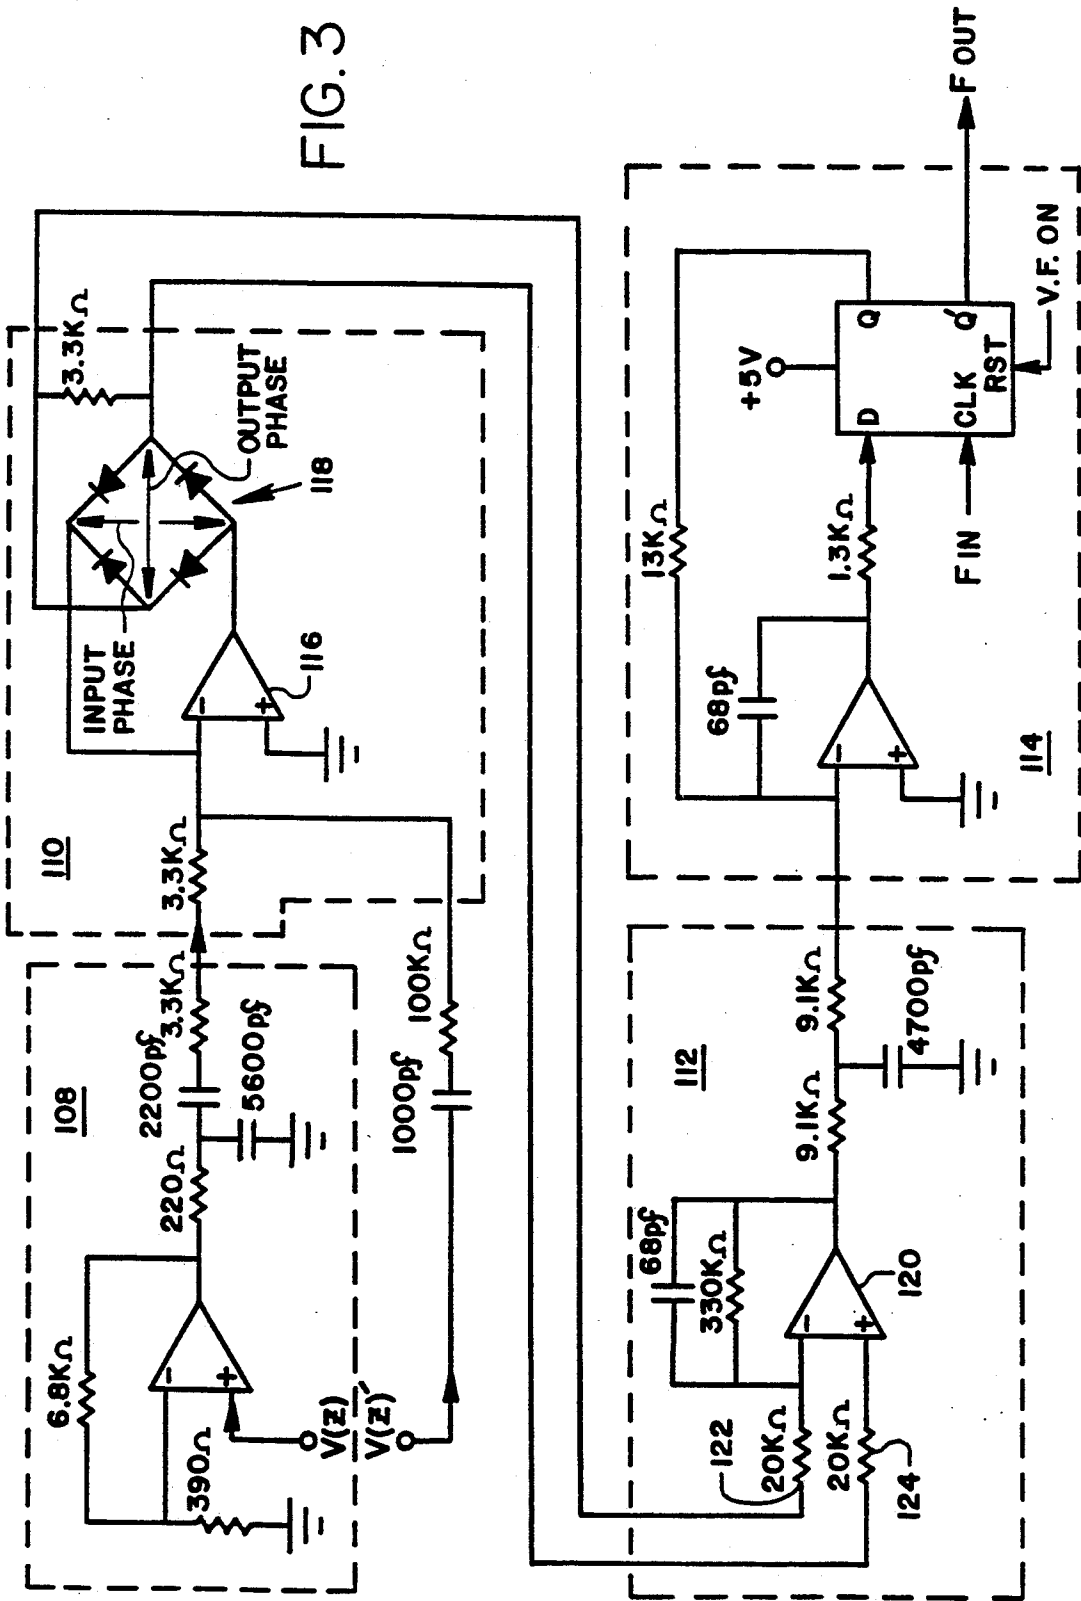 FIG. 3
108
6.8KΩ
390Ω
-
+
220Ω
2200pf
5600pf
3.3KΩ
V(Z)
V(Z)'
1000pf
100KΩ
110
3.3KΩ
INPUT
PHASE
-
+
116
118
OUTPUT
PHASE
3.3KΩ
112
122
20KΩ
20KΩ
124
68pf
330KΩ
-
+
120
9.1KΩ
9.1KΩ
4700pf
114
13KΩ
68pf
-
+
1.3KΩ
+5V
D
Q
CLK
Q'
RST
F IN
V.F. ON
F OUT